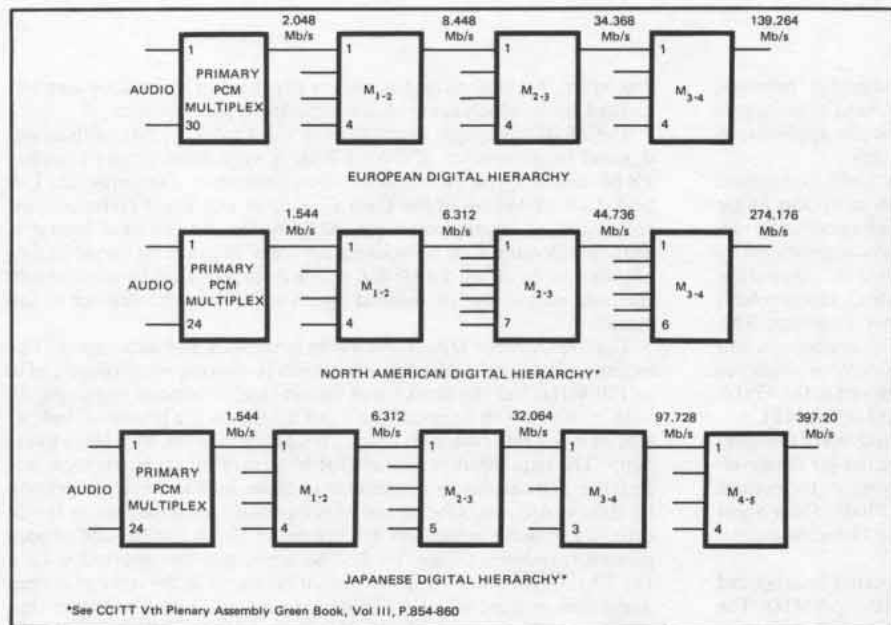 2.048 8.448 34.368 139.264
Mb/s Mb/s Mb/s Mb/s
1 1 1 1
AUDIO PRIMARY PCM MULTIPLEX M1-2 M2-3 M3-4
30 4 4 4
EUROPEAN DIGITAL HIERARCHY
1.544 6.312 44.736 274.176
Mb/s Mb/s Mb/s Mb/s
1 1 1 1
AUDIO PRIMARY PCM MULTIPLEX M1-2 M2-3 M3-4
24 4 7 6
NORTH AMERICAN DIGITAL HIERARCHY*
1.544 6.312 32.064 97.728 397.20
Mb/s Mb/s Mb/s Mb/s Mb/s
1 1 1 1 1
AUDIO PRIMARY PCM MULTIPLEX M1-2 M2-3 M3-4 M4-5
24 4 5 3 4
JAPANESE DIGITAL HIERARCHY*
*See CCITT Vth Plenary Assembly Green Book, Vol III, P.854-860